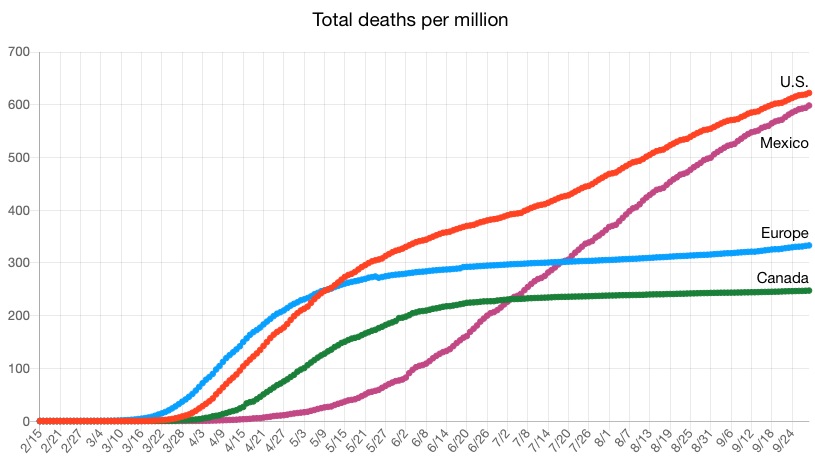 Total deaths per million
700
600
500
400
300
200
100
0
U.S.
Mexico
Europe
Canada
2/15 2/21 2/27 3/4 3/10 3/16 3/22 3/28 4/3 4/9 4/15 4/21 4/27 5/3 5/9 5/15 5/21 5/27 6/2 6/8 6/14 6/20 6/26 7/2 7/8 7/14 7/20 7/26 8/1 8/7 8/13 8/19 8/25 8/31 9/6 9/12 9/18 9/24